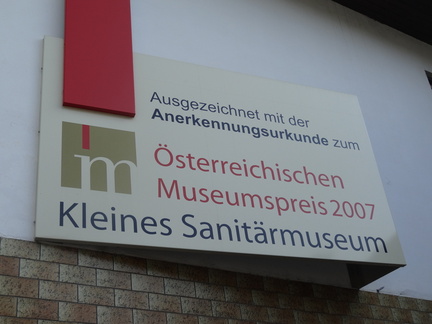 Ausgezeichnet mit der
Anerkennungsurkunde zum
m
Österreichischen
Museumspreis 2007
Kleines Sanitärmuseum